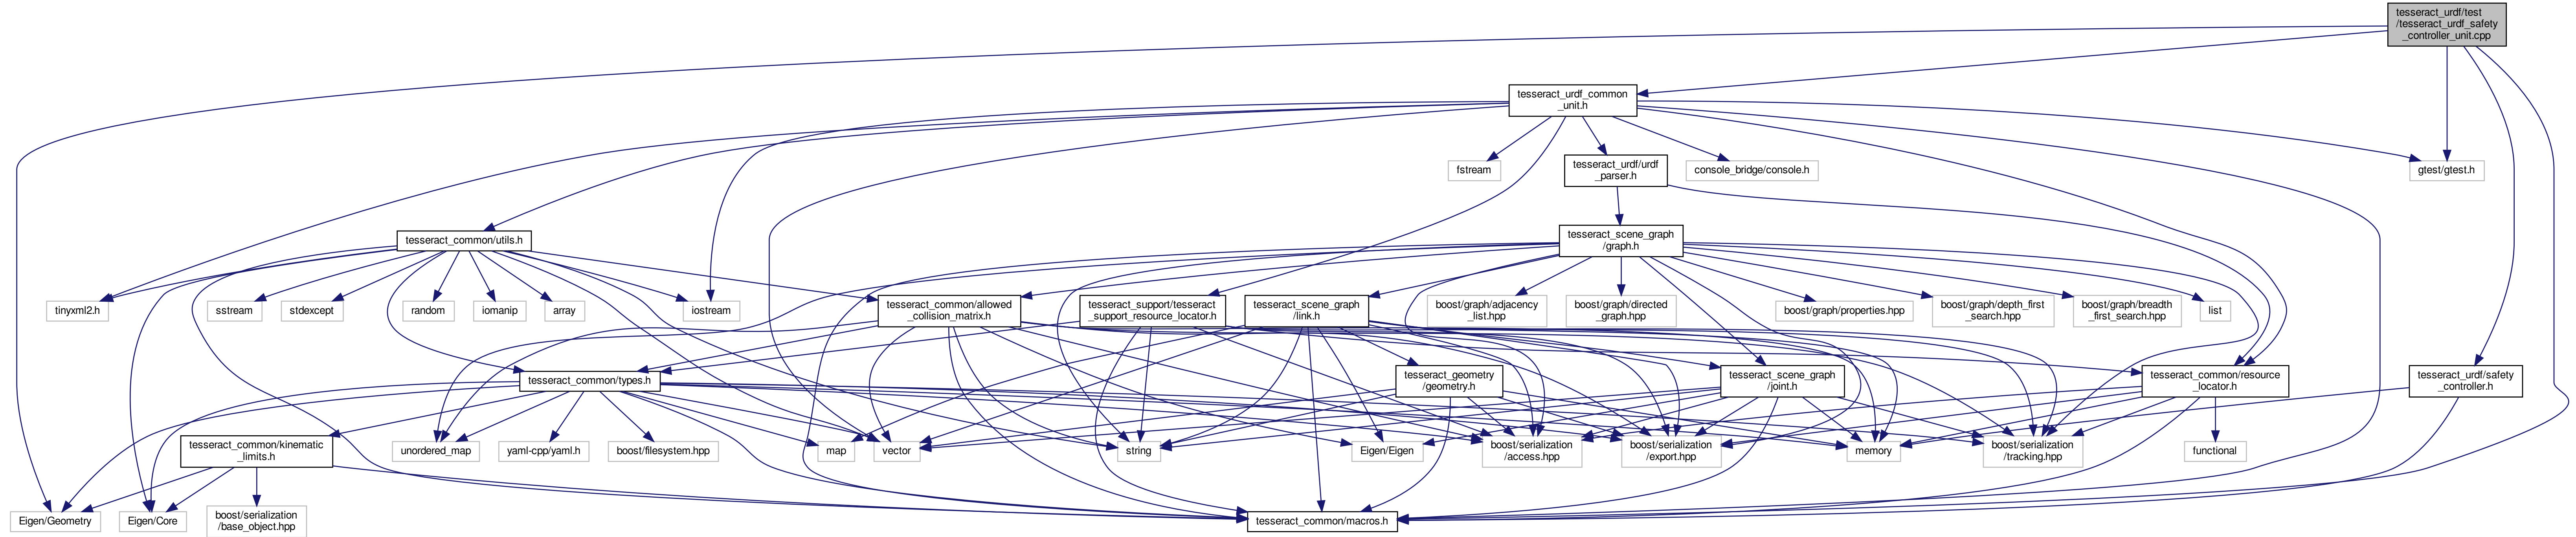 tesseract_urdf/test
/tesseract_urdf_safety
_controller_unit.cpp
tesseract_urdf_common
_unit.h
fstream
tesseract_urdf/urdf
_parser.h
console_bridge/console.h
gtest/gtest.h
tesseract_common/utils.h
tesseract_scene_graph
/graph.h
tinyxml2.h
sstream
stdexcept
random
iomanip
array
iostream
tesseract_common/allowed
_collision_matrix.h
tesseract_support/tesseract
_support_resource_locator.h
tesseract_scene_graph
/link.h
boost/graph/adjacency
_list.hpp
boost/graph/directed
_graph.hpp
boost/graph/properties.hpp
boost/graph/depth_first
_search.hpp
boost/graph/breadth
_first_search.hpp
list
tesseract_common/types.h
tesseract_geometry
/geometry.h
tesseract_scene_graph
/joint.h
tesseract_common/resource
_locator.h
tesseract_urdf/safety
_controller.h
tesseract_common/kinematic
_limits.h
unordered_map
yaml-cpp/yaml.h
boost/filesystem.hpp
map
vector
string
Eigen/Eigen
boost/serialization
/access.hpp
boost/serialization
/export.hpp
memory
boost/serialization
/tracking.hpp
functional
Eigen/Geometry
Eigen/Core
boost/serialization
/base_object.hpp
tesseract_common/macros.h